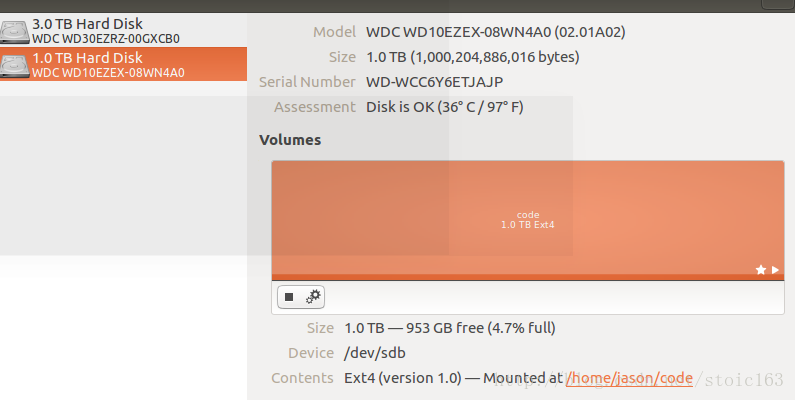 3.0 TB Hard Disk
WDC WD30EZRZ-00GXCB0
1.0 TB Hard Disk
WDC WD10EZEX-08WN4A0
Model WDC WD10EZEX-08WN4A0 (02.01A02)
Size 1.0 TB (1,000,204,886,016 bytes)
Serial Number WD-WCC6Y6ETJAJP
Assessment Disk is OK (36° C / 97° F)
Volumes
code
1.0 TB Ext4
Size 1.0 TB — 953 GB free (4.7% full)
Device /dev/sdb
Contents Ext4 (version 1.0) — Mounted at /home/jason/code
/stoic163